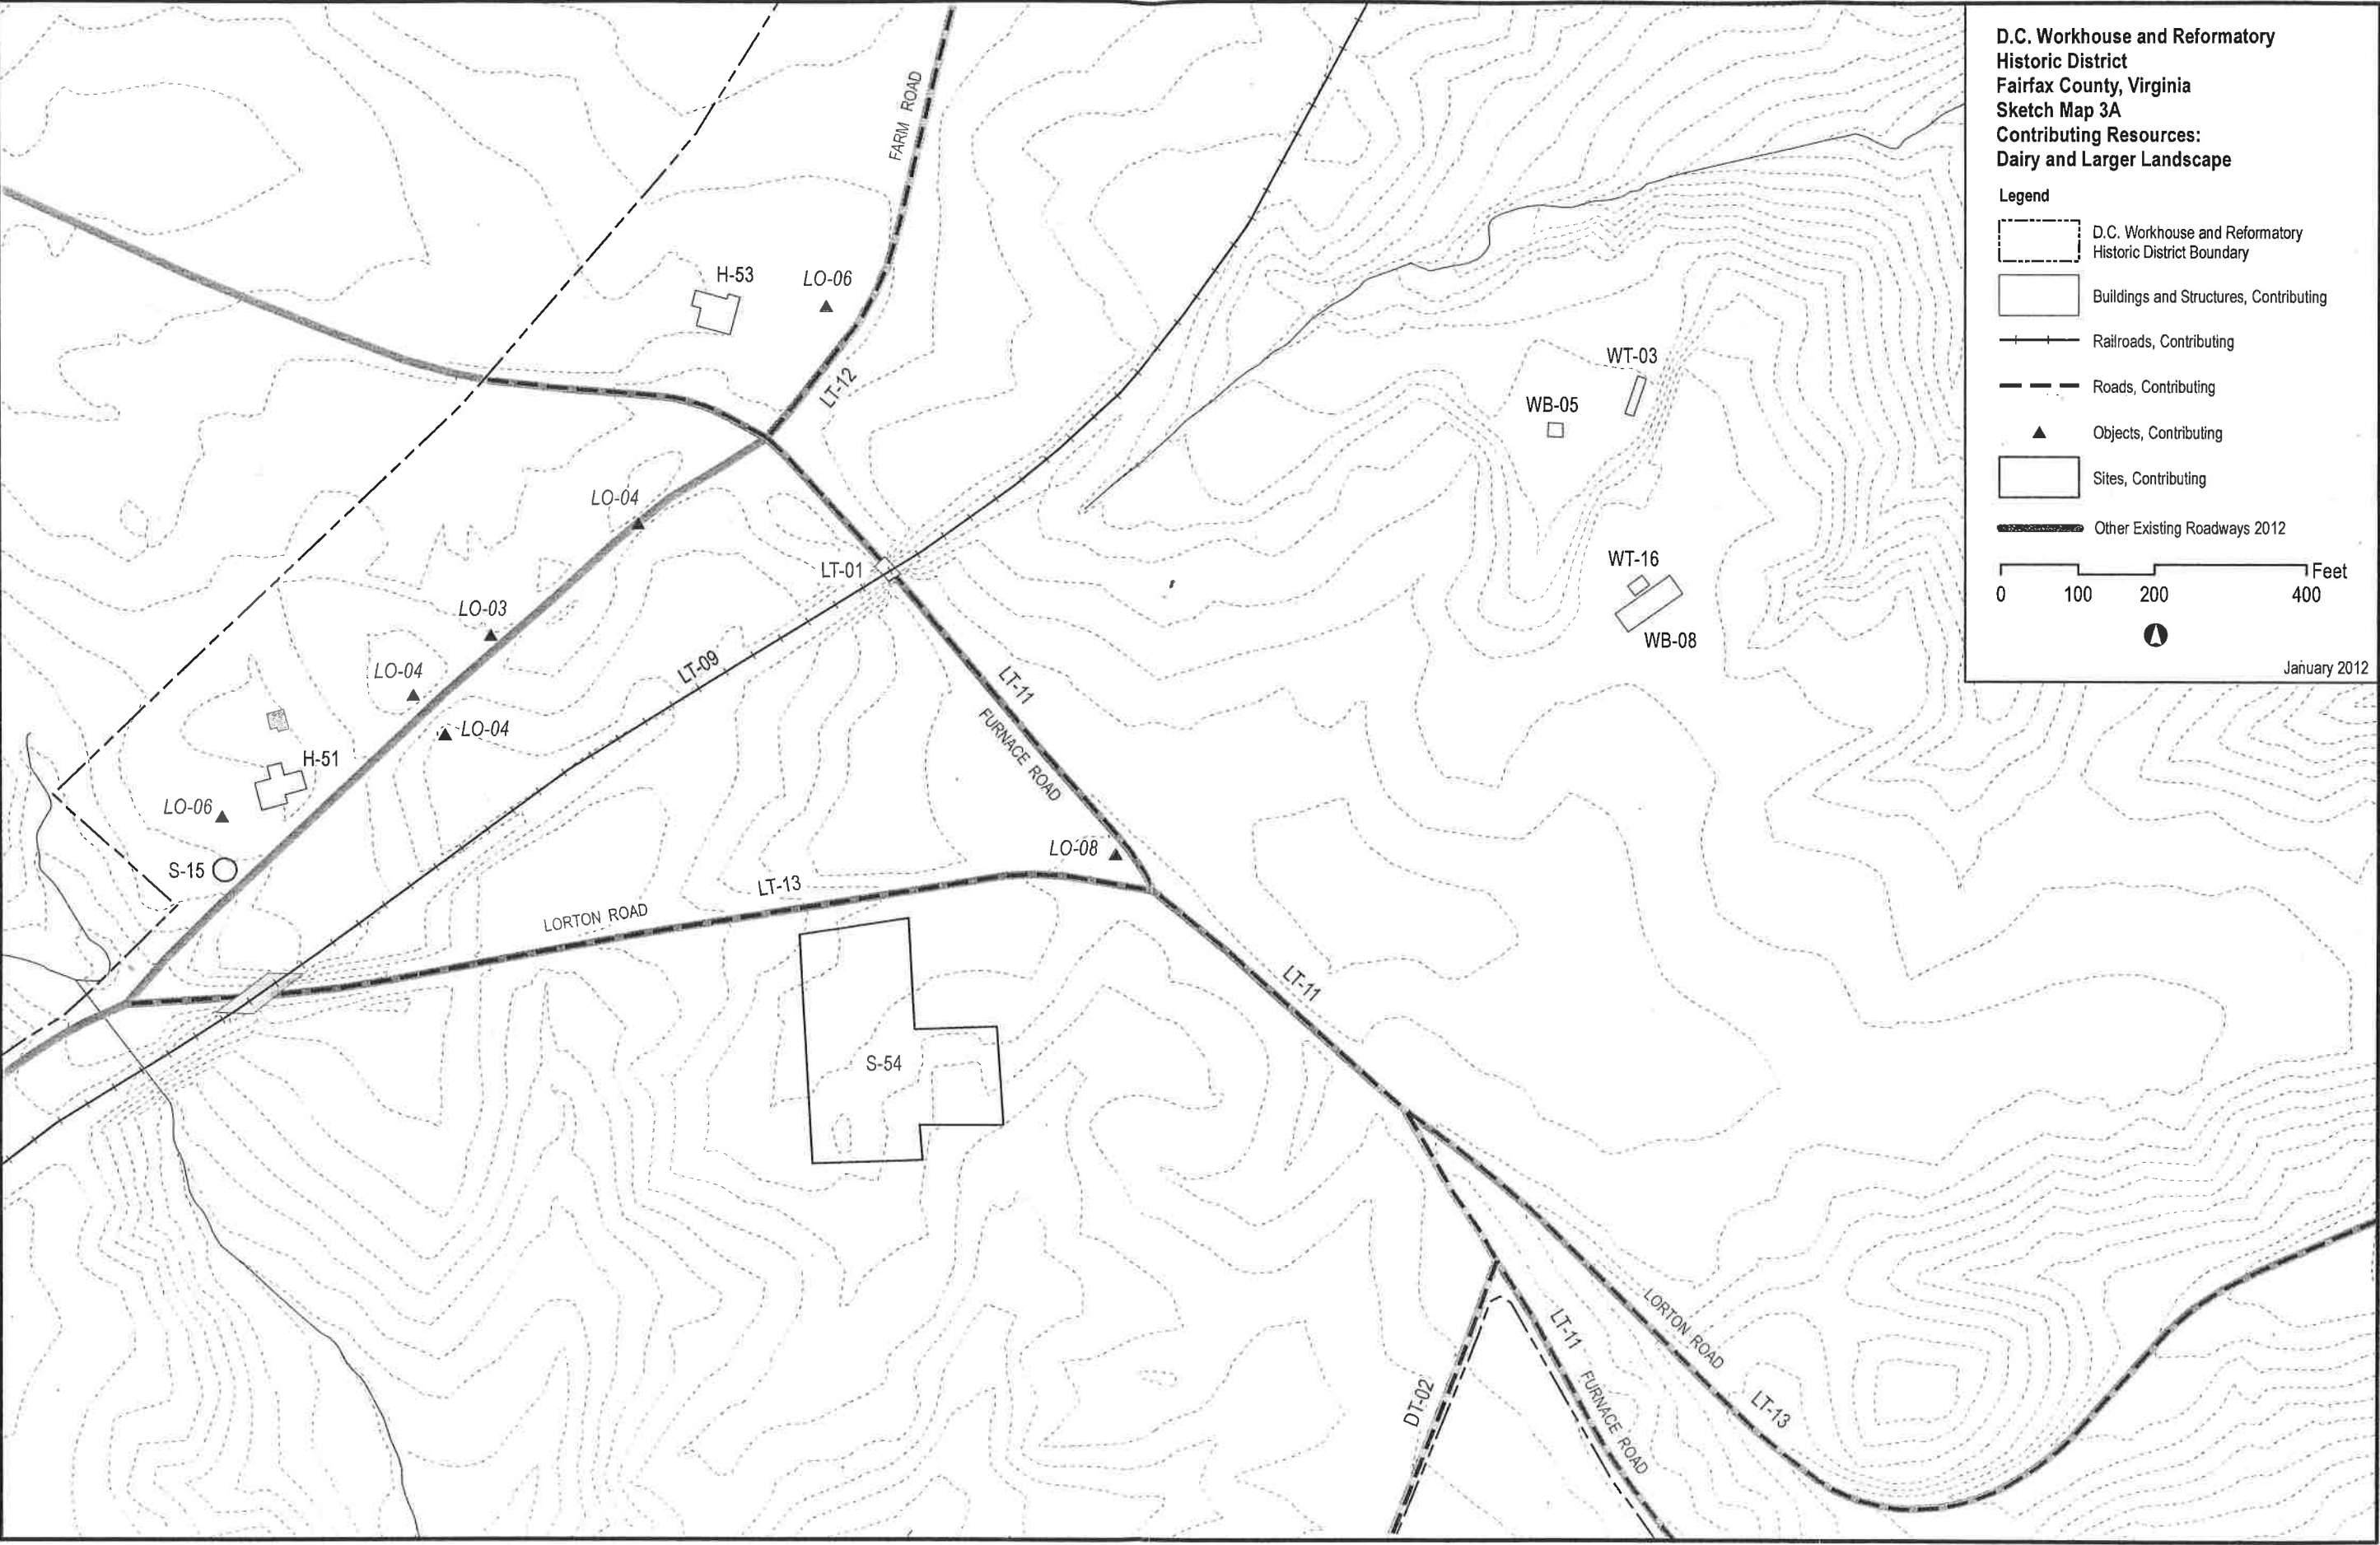 D.C. Workhouse and Reformatory
Historic District
Fairfax County, Virginia
Sketch Map 3A
Contributing Resources:
Dairy and Larger Landscape
Legend
D.C. Workhouse and Reformatory
Historic District Boundary
Buildings and Structures, Contributing
Railroads, Contributing
Roads, Contributing
Objects, Contributing
Sites, Contributing
Other Existing Roadways 2012
Feet
0 100 200 400
January 2012
FARM ROAD
H-53
LO-06
LT-12
WT-03
WB-05
LO-04
LT-01
WT-16
LO-03
WB-08
LT-09
LO-04
LT-11
LO-04
FURNACE ROAD
H-51
LO-06
LO-08
S-15
LT-13
LORTON ROAD
LT-11
S-54
LORTON ROAD
LT-11
DT-02
FURNACE ROAD
LT-13